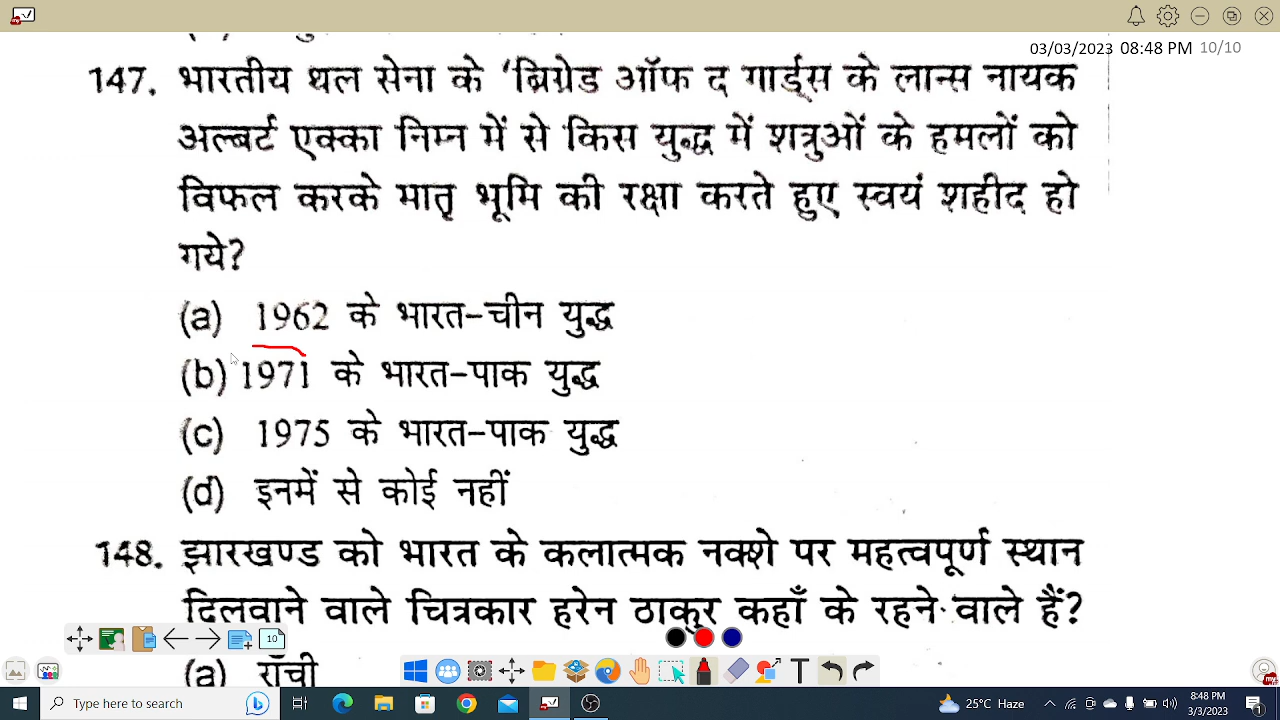 03/03/2023 08:48 PM 10/10
147. भारतीय थल सेना के 'ब्रिग्रेड ऑफ द गार्ड्स के लान्स नायक
अल्बर्ट एक्का निम्न में से किस युद्ध में शत्रुओं के हमलों को
विफल करके मातृ भूमि की रक्षा करते हुए स्वयं शहीद हो
गये?
(a) 1962 के भारत-चीन युद्ध
(b) 1971 के भारत-पाक युद्ध
(c) 1975 के भारत-पाक युद्ध
(d) इनमें से कोई नहीं
148. झारखण्ड को भारत के कलात्मक नक्शे पर महत्वपूर्ण स्थान
दिलवाने वाले चित्रकार हरेन ठाकुर कहाँ के रहने वाले हैं?
10
(a) राँची
T
Type here to search
25°C Haze
8:48 PM
3/3/2023